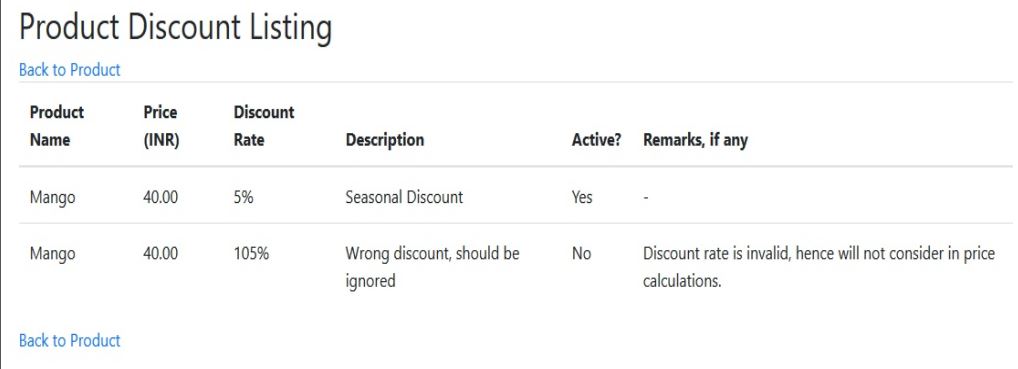 Product Discount Listing
Back to Product
Product Name Price (INR) Discount Rate Description Active? Remarks, if any
Mango 40.00 5% Seasonal Discount Yes -
Mango 40.00 105% Wrong discount, should be ignored No Discount rate is invalid, hence will not consider in price calculations.
Back to Product